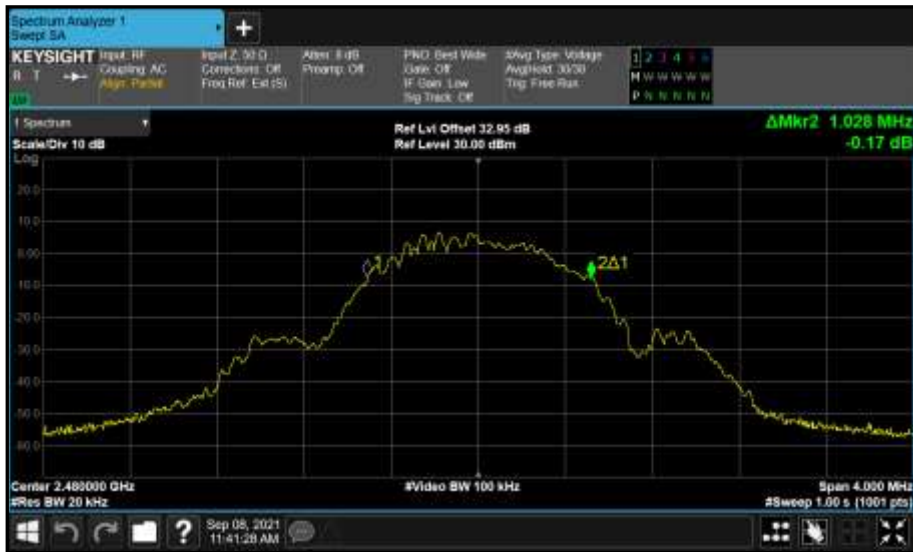 Spectrum Analyzer 1
Swept SA
+
KEYSIGHT
R T
Input: RF
Coupling: AC
Align: Partial
Input Z: 50 Ω
Corrections: Off
Freq Ref: Ext (S)
Atten: 8 dB
Preamp: Off
PNO: Best Wide
Gate: Off
IF Gain: Low
Sig Track: Off
#Avg Type: Voltage
Avg|Hold: 30/30
Trig: Free Run
1 2 3 4 5 6
M W W W W W
P N N N N N
1 Spectrum
Scale/Div 10 dB
Ref Lvl Offset 32.95 dB
Ref Level 30.00 dBm
ΔMkr2 1.028 MHz
-0.17 dB
Log
20.0
10.0
0.00
-10.0
-20.0
-30.0
-40.0
-50.0
-60.0
1
2Δ1
Center 2.480000 GHz
#Res BW 20 kHz
#Video BW 100 kHz
Span 4.000 MHz
#Sweep 1.00 s (1001 pts)
?
Sep 08, 2021
11:41:28 AM